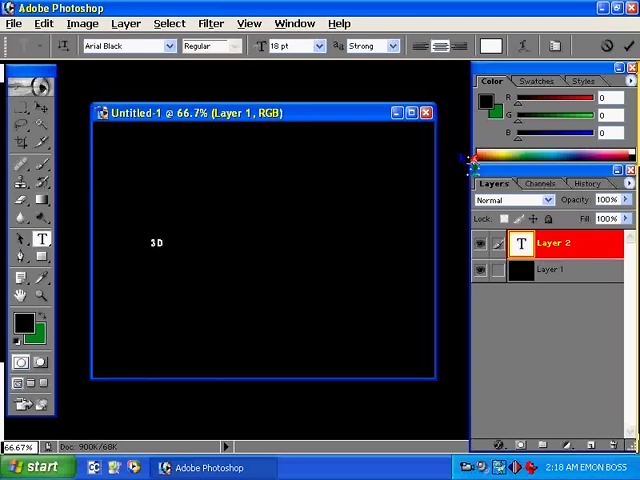 Adobe Photoshop
File Edit Image Layer Select Filter View Window Help
Arial Black Regular 18 pt aa Strong
Color Swatches Styles
R 0
G 0
B 0
Untitled-1 @ 66.7% (Layer 1, RGB)
3D
Layers Channels History
Normal Opacity: 100%
Lock: Fill: 100%
T Layer 2
Layer 1
66.67% Doc: 900K/68K
start Adobe Photoshop 2:18 AM EMON BOSS